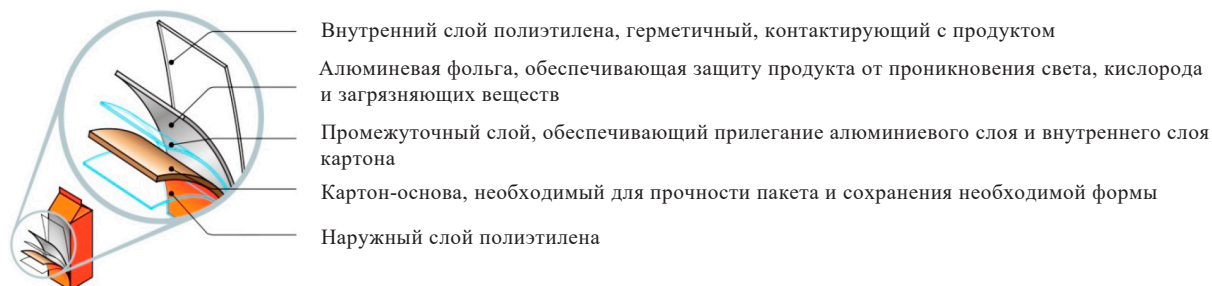 Внутренний слой полиэтилена, герметичный, контактирующий с продуктом
Алюминевая фольга, обеспечивающая защиту продукта от проникновения света, кислорода
и загрязняющих веществ
Промежуточный слой, обеспечивающий прилегание алюминиевого слоя и внутреннего слоя
картона
Картон-основа, необходимый для прочности пакета и сохранения необходимой формы
Наружный слой полиэтилена